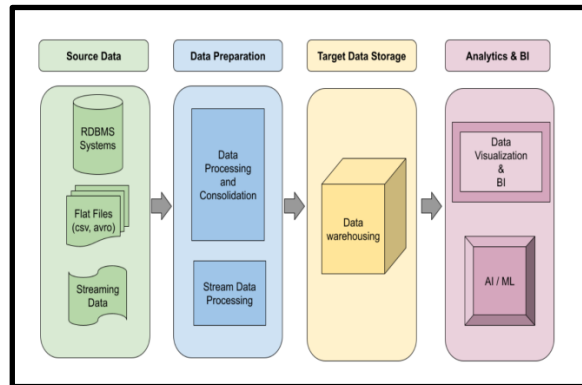 Source Data
Data Preparation
Target Data Storage
Analytics & BI
RDBMS
Systems
Flat Files
(csv, avro)
Streaming
Data
Data
Processing
and
Consolidation
Stream Data
Processing
Data
warehousing
Data
Visualization
&
BI
AI / ML